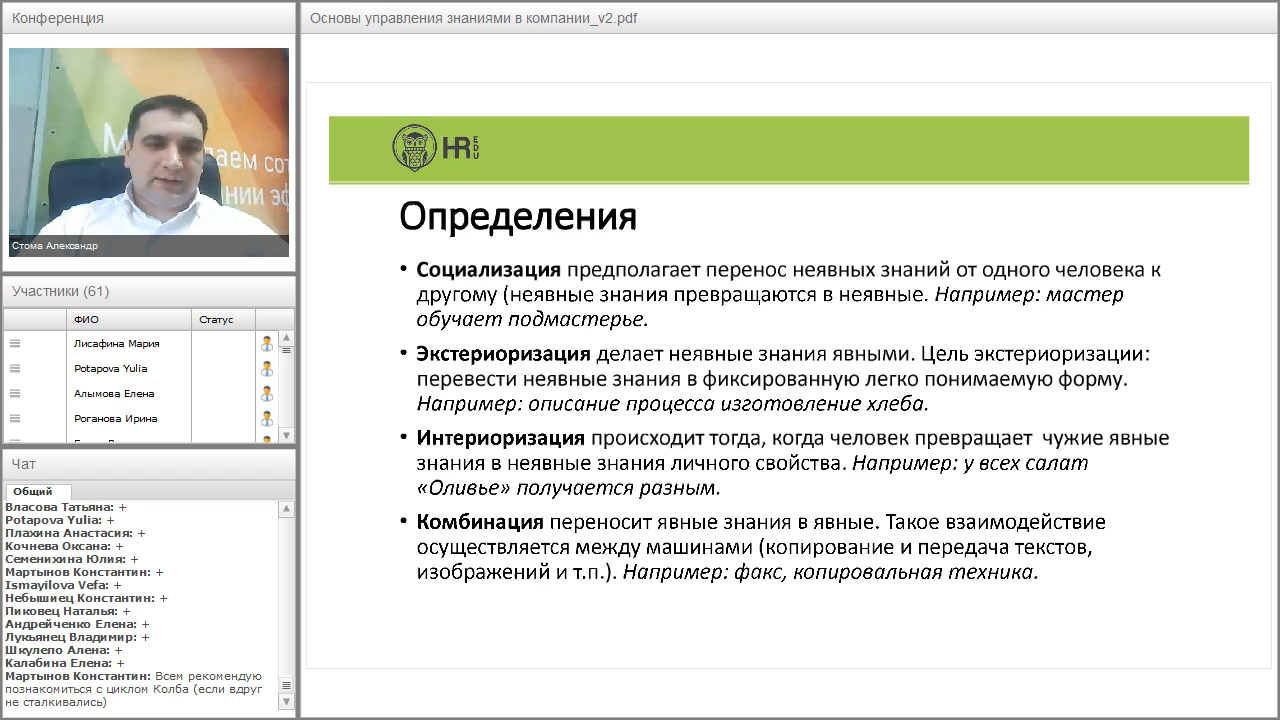 Конференция
М
даем сот
нии эф
Стома Александр
Участники (61)
ФИО Статус
Лисафина Мария
Potapova Yulia
Алымова Елена
Роганова Ирина
Чат
Общий
Власова Татьяна: +
Potapova Yulia: +
Плахина Анастасия: +
Кочнева Оксана: +
Семенихина Юлия: +
Мартынов Константин: +
Ismayilova Vefa: +
Небышиец Константин: +
Пиковец Наталья: +
Андрейченко Елена: +
Лукьянец Владимир: +
Шкулепо Алена: +
Калабина Елена: +
Мартынов Константин: Всем рекомендую
познакомиться с циклом Колба (если вдруг
не сталкивались)
Основы управления знаниями в компании_v2.pdf
HR EDU
Определения
• Социализация предполагает перенос неявных знаний от одного человека к
другому (неявные знания превращаются в неявные. Например: мастер
обучает подмастерье.
• Экстериоризация делает неявные знания явными. Цель экстериоризации:
перевести неявные знания в фиксированную легко понимаемую форму.
Например: описание процесса изготовление хлеба.
• Интериоризация происходит тогда, когда человек превращает чужие явные
знания в неявные знания личного свойства. Например: у всех салат
«Оливье» получается разным.
• Комбинация переносит явные знания в явные. Такое взаимодействие
осуществляется между машинами (копирование и передача текстов,
изображений и т.п.). Например: факс, копировальная техника.